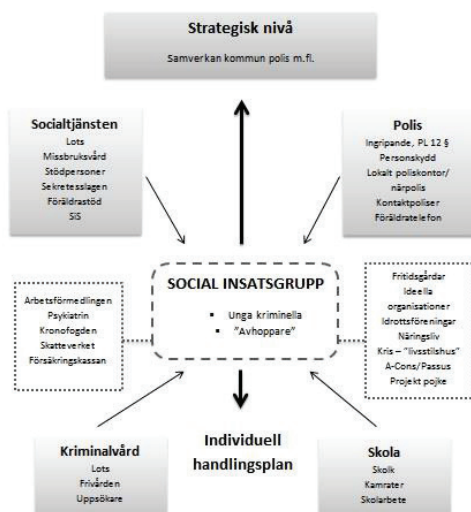 Strategisk nivå
Samverkan kommun polis m.fl.
Socialtjänsten
Lots
Missbruksvård
Stödpersoner
Sekretesslagen
Föräldrastöd
SiS
Polis
Ingripande, PL 12 §
Personskydd
Lokalt poliskontor/
närpolis
Kontaktpoliser
Föräldratelefon
Arbetsförmedlingen
Psykiatrin
Kronofogden
Skatteverket
Försäkringskassan
SOCIAL INSATSGRUPP
▪ Unga kriminella
▪ "Avhoppare"
Fritidsgårdar
Ideella
organisationer
Idrottsföreningar
Näringsliv
Kris – "livsstilshus"
A-Cons/Passus
Projekt pojke
Kriminalvård
Lots
Frivården
Uppsökare
Individuell
handlingsplan
Skola
Skolk
Kamrater
Skolarbete